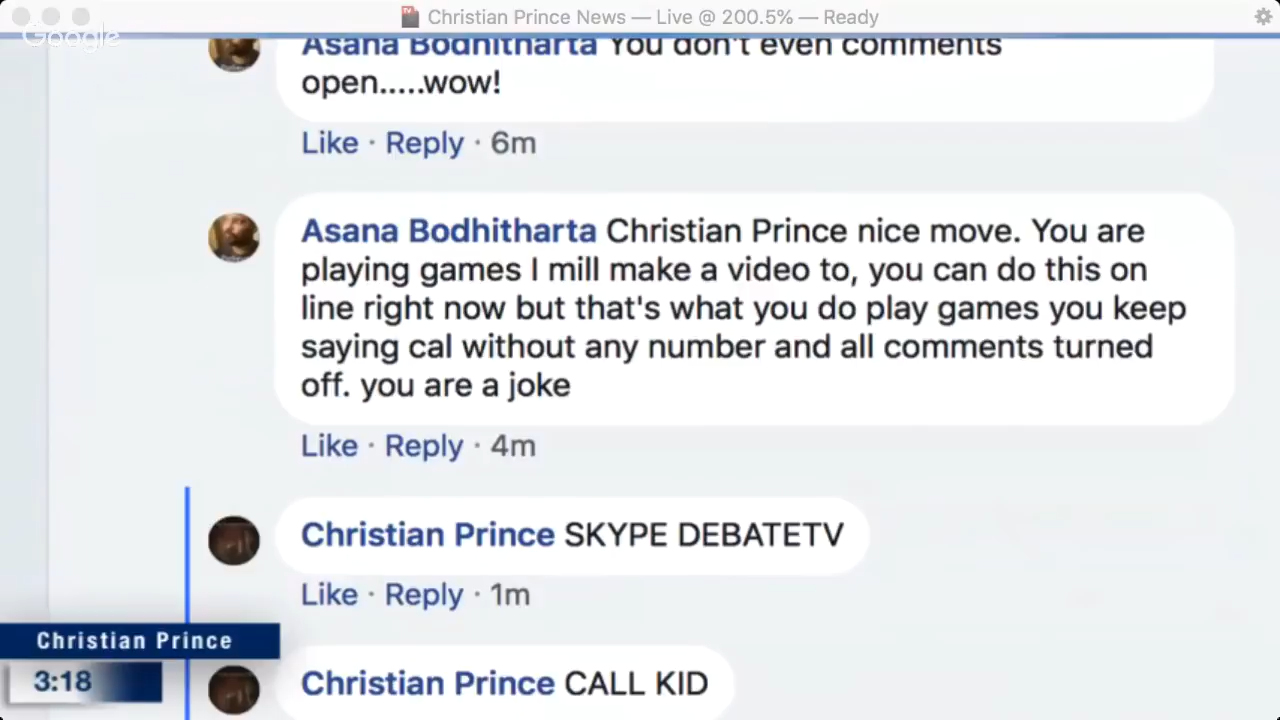 Christian Prince News — Live @ 200.5% — Ready
Google
Asana Bodhitharta You don't even comments
open.....wow!
Like · Reply · 6m
Asana Bodhitharta Christian Prince nice move. You are
playing games I mill make a video to, you can do this on
line right now but that's what you do play games you keep
saying cal without any number and all comments turned
off. you are a joke
Like · Reply · 4m
Christian Prince SKYPE DEBATETV
Like · Reply · 1m
Christian Prince
3:18
Christian Prince CALL KID